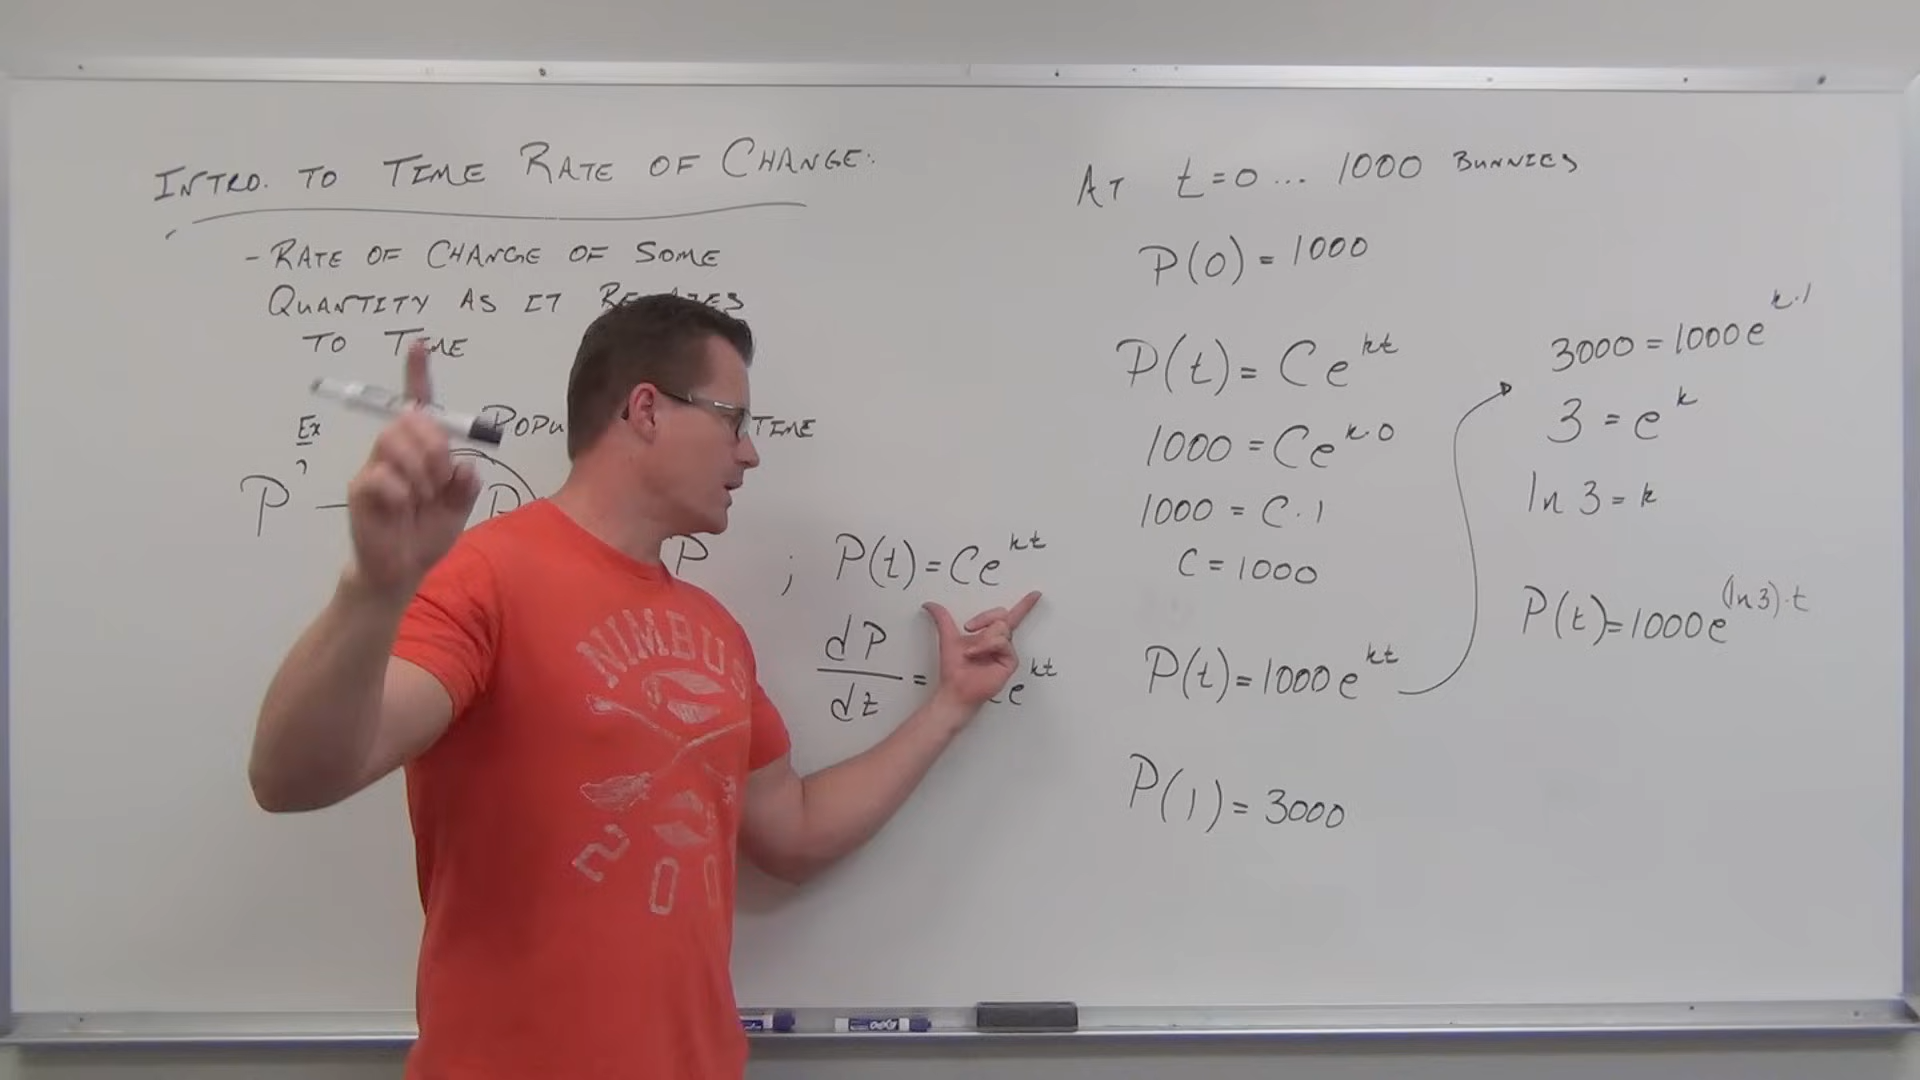 INTRO. TO TIME RATE OF CHANGE:
- RATE OF CHANGE OF SOME
QUANTITY AS IT
TO TIME
Ex TIME
P'
P ; P(t) = Ce^{kt}
dP/dt = e^{kt}
AT t=0 ... 1000 BUNNIES
P(0) = 1000
P(t) = Ce^{kt}
1000 = Ce^{k·0}
1000 = C·1
C = 1000
P(t) = 1000e^{kt}
P(1) = 3000
3000 = 1000e^{k·1}
3 = e^k
ln 3 = k
P(t) = 1000e^{(ln 3)·t}
NIMBUS
200